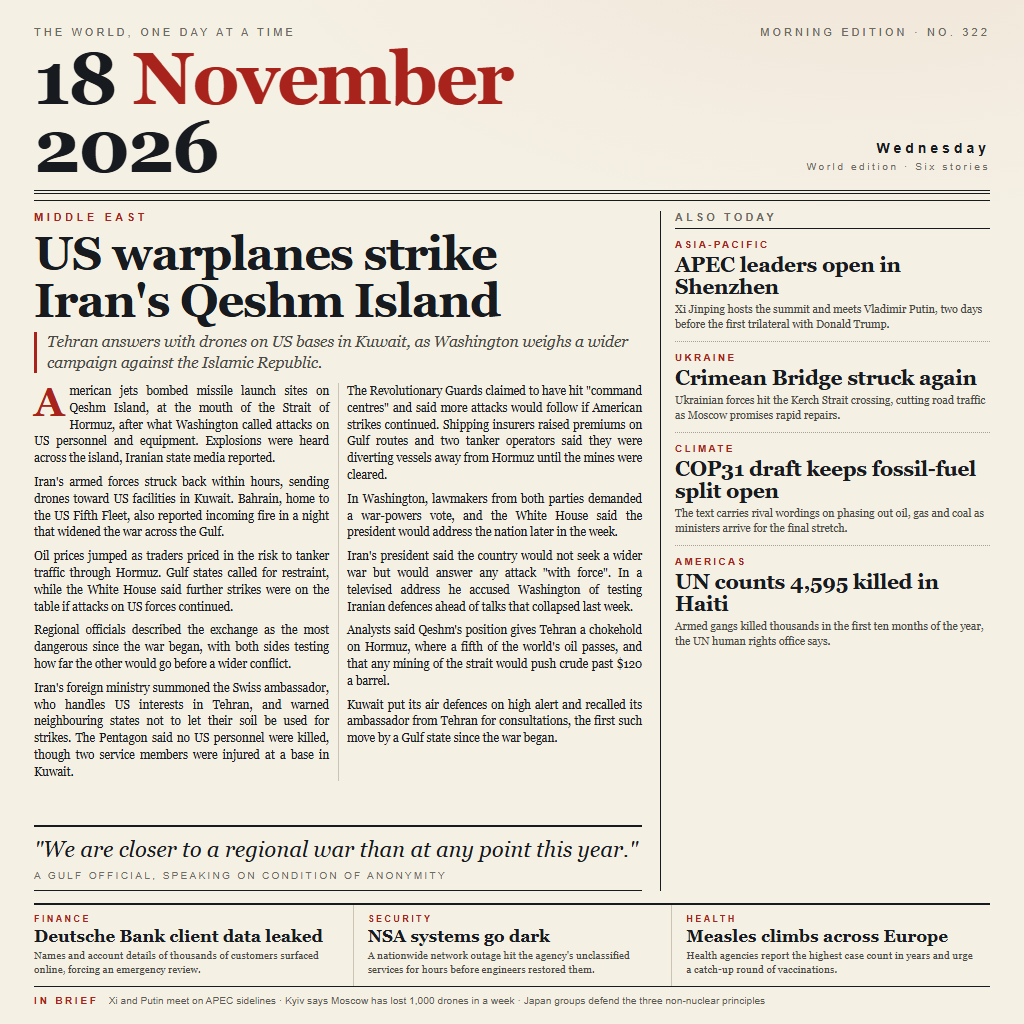 THE WORLD, ONE DAY AT A TIME
MORNING EDITION · NO. 322
18 November
2026
Wednesday
World edition · Six stories
MIDDLE EAST
US warplanes strike
Iran's Qeshm Island
Tehran answers with drones on US bases in Kuwait, as Washington weighs a wider
campaign against the Islamic Republic.
American jets bombed missile launch sites on
Qeshm Island, at the mouth of the Strait of
Hormuz, after what Washington called attacks on
US personnel and equipment. Explosions were heard
across the island, Iranian state media reported.
Iran's armed forces struck back within hours, sending
drones toward US facilities in Kuwait. Bahrain, home to
the US Fifth Fleet, also reported incoming fire in a night
that widened the war across the Gulf.
Oil prices jumped as traders priced in the risk to tanker
traffic through Hormuz. Gulf states called for restraint,
while the White House said further strikes were on the
table if attacks on US forces continued.
Regional officials described the exchange as the most
dangerous since the war began, with both sides testing
how far the other would go before a wider conflict.
Iran's foreign ministry summoned the Swiss ambassador,
who handles US interests in Tehran, and warned
neighbouring states not to let their soil be used for
strikes. The Pentagon said no US personnel were killed,
though two service members were injured at a base in
Kuwait.
The Revolutionary Guards claimed to have hit "command
centres" and said more attacks would follow if American
strikes continued. Shipping insurers raised premiums on
Gulf routes and two tanker operators said they were
diverting vessels away from Hormuz until the mines were
cleared.
In Washington, lawmakers from both parties demanded
a war-powers vote, and the White House said the
president would address the nation later in the week.
Iran's president said the country would not seek a wider
war but would answer any attack "with force". In a
televised address he accused Washington of testing
Iranian defences ahead of talks that collapsed last week.
Analysts said Qeshm's position gives Tehran a chokehold
on Hormuz, where a fifth of the world's oil passes, and
that any mining of the strait would push crude past $120
a barrel.
Kuwait put its air defences on high alert and recalled its
ambassador from Tehran for consultations, the first such
move by a Gulf state since the war began.
"We are closer to a regional war than at any point this year."
A GULF OFFICIAL, SPEAKING ON CONDITION OF ANONYMITY
ALSO TODAY
ASIA-PACIFIC
APEC leaders open in
Shenzhen
Xi Jinping hosts the summit and meets Vladimir Putin, two days
before the first trilateral with Donald Trump.
UKRAINE
Crimean Bridge struck again
Ukrainian forces hit the Kerch Strait crossing, cutting road traffic
as Moscow promises rapid repairs.
CLIMATE
COP31 draft keeps fossil-fuel
split open
The text carries rival wordings on phasing out oil, gas and coal as
ministers arrive for the final stretch.
AMERICAS
UN counts 4,595 killed in
Haiti
Armed gangs killed thousands in the first ten months of the year,
the UN human rights office says.
FINANCE
Deutsche Bank client data leaked
Names and account details of thousands of customers surfaced
online, forcing an emergency review.
SECURITY
NSA systems go dark
A nationwide network outage hit the agency's unclassified
services for hours before engineers restored them.
HEALTH
Measles climbs across Europe
Health agencies report the highest case count in years and urge
a catch-up round of vaccinations.
IN BRIEF Xi and Putin meet on APEC sidelines · Kyiv says Moscow has lost 1,000 drones in a week · Japan groups defend the three non-nuclear principles